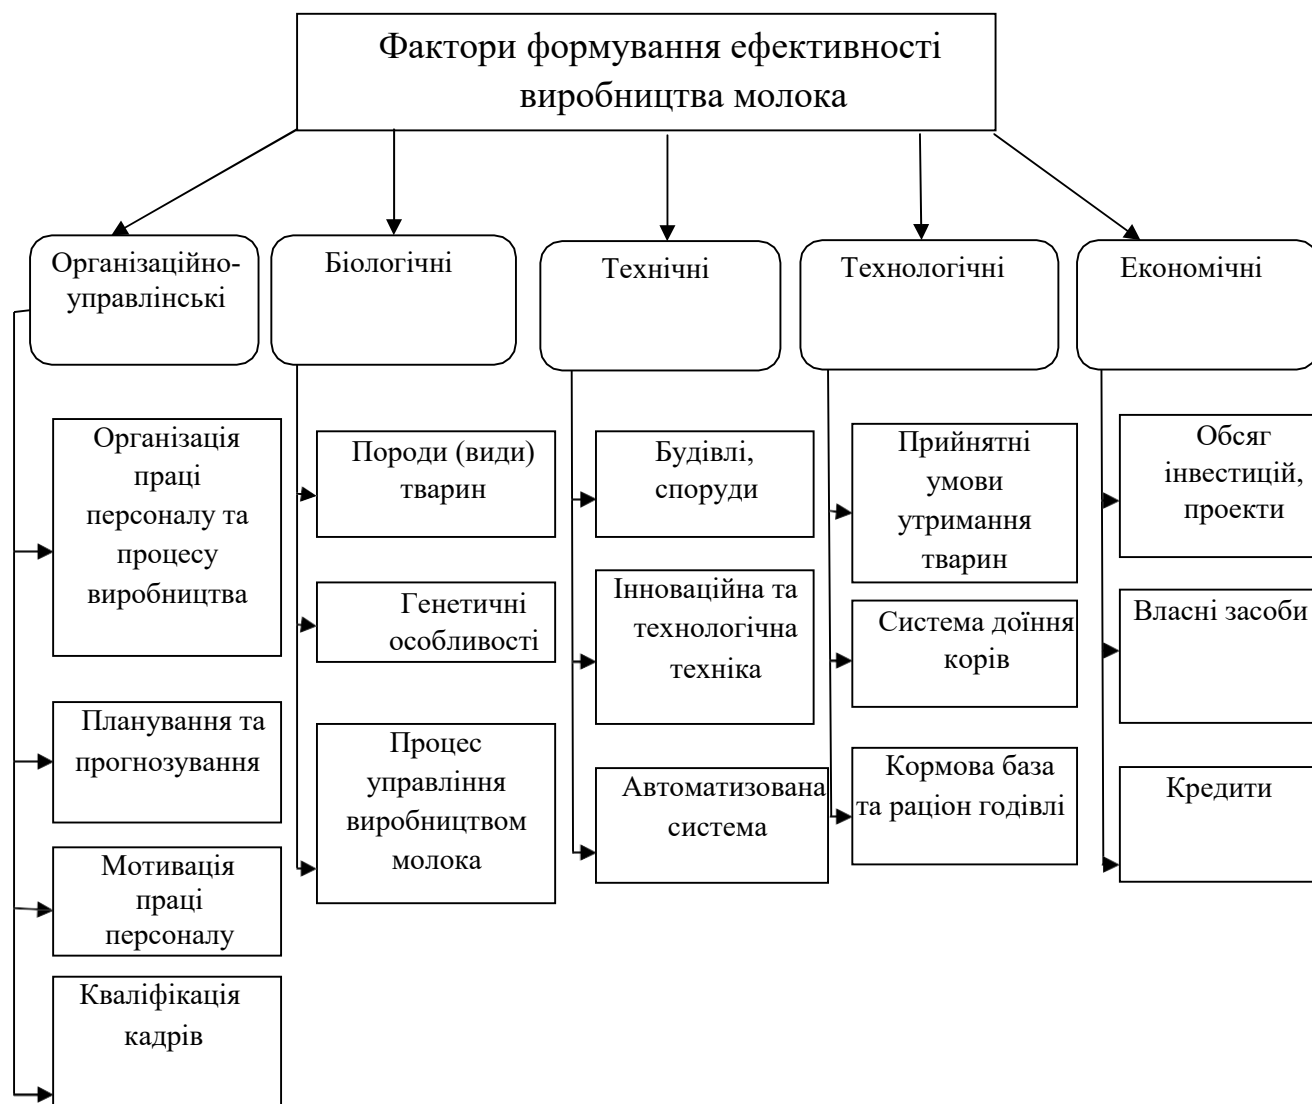 Фактори формування ефективності
виробництва молока
Організаційно-
управлінські
Біологічні
Технічні
Технологічні
Економічні
Організація
праці
персоналу та
процесу
виробництва
Планування та
прогнозування
Мотивація
праці
персоналу
Кваліфікація
кадрів
Породи (види)
тварин
Генетичні
особливості
Процес
управління
виробництвом
молока
Будівлі,
споруди
Інноваційна та
технологічна
техніка
Автоматизована
система
Прийнятні
умови
утримання
тварин
Система доїння
корів
Кормова база
та раціон годівлі
Обсяг
інвестицій,
проекти
Власні засоби
Кредити